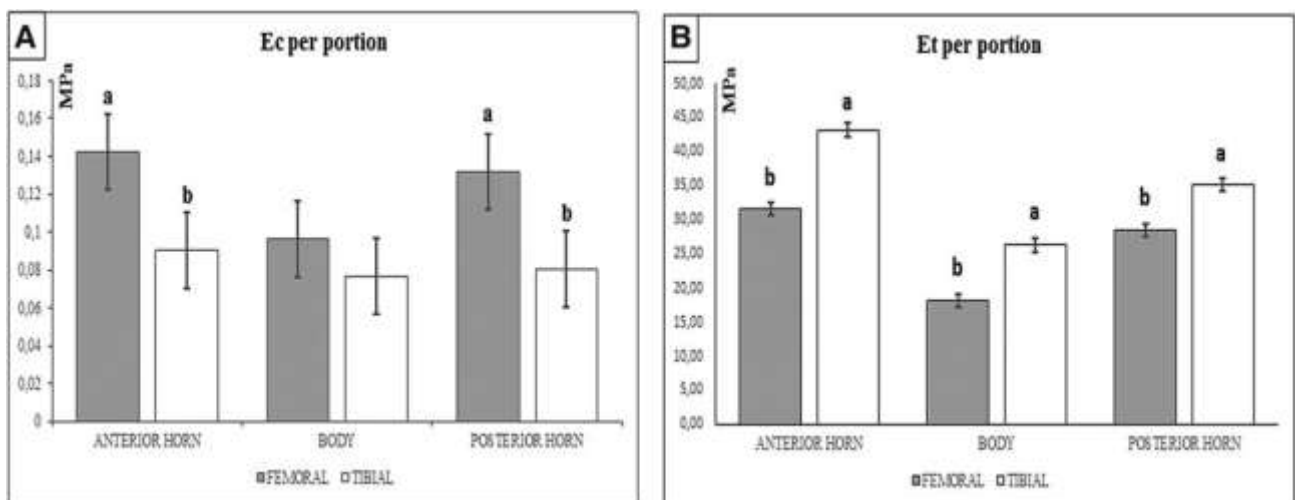 A
Ec per portion
MPa
0,18
0,16
0,14
0,12
0,1
0,08
0,06
0,04
0,02
0
a
b
a
b
ANTERIOR HORN
BODY
POSTERIOR HORN
FEMORAL
TIBIAL
B
Et per portion
MPa
50,00
45,00
40,00
35,00
30,00
25,00
20,00
15,00
10,00
5,00
0,00
b
a
b
a
b
a
ANTERIOR HORN
BODY
POSTERIOR HORN
FEMORAL
TIBIAL